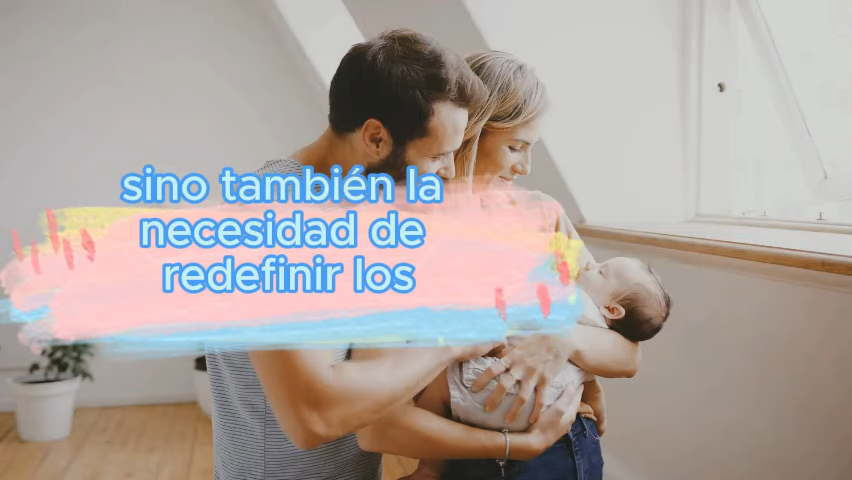 sino también la
necesidad de
redefinir los